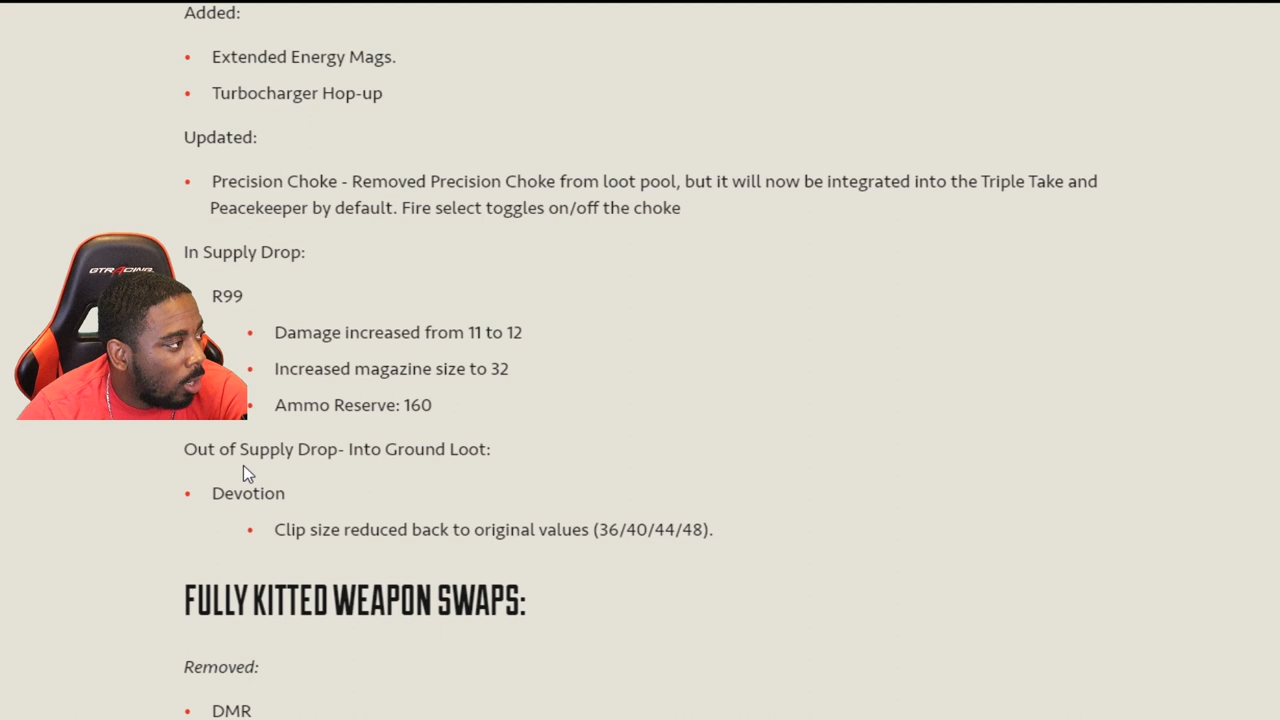 Added:
Extended Energy Mags.
Turbocharger Hop-up
Updated:
Precision Choke - Removed Precision Choke from loot pool, but it will now be integrated into the Triple Take and
Peacekeeper by default. Fire select toggles on/off the choke
In Supply Drop:
GTRACING
R99
Damage increased from 11 to 12
Increased magazine size to 32
Ammo Reserve: 160
Out of Supply Drop- Into Ground Loot:
Devotion
Clip size reduced back to original values (36/40/44/48).
FULLY KITTED WEAPON SWAPS:
Removed:
DMR